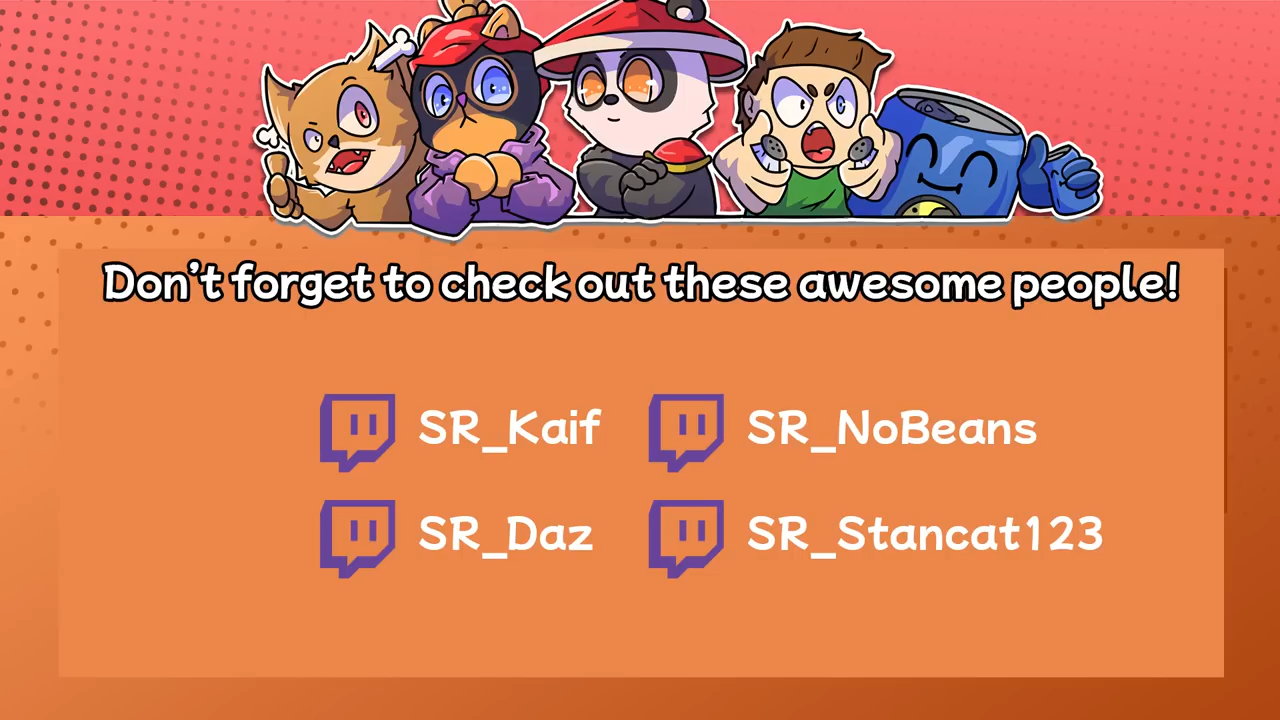 Don't forget to check out these awesome people!
SR_Kaif
SR_NoBeans
SR_Daz
SR_Stancat123